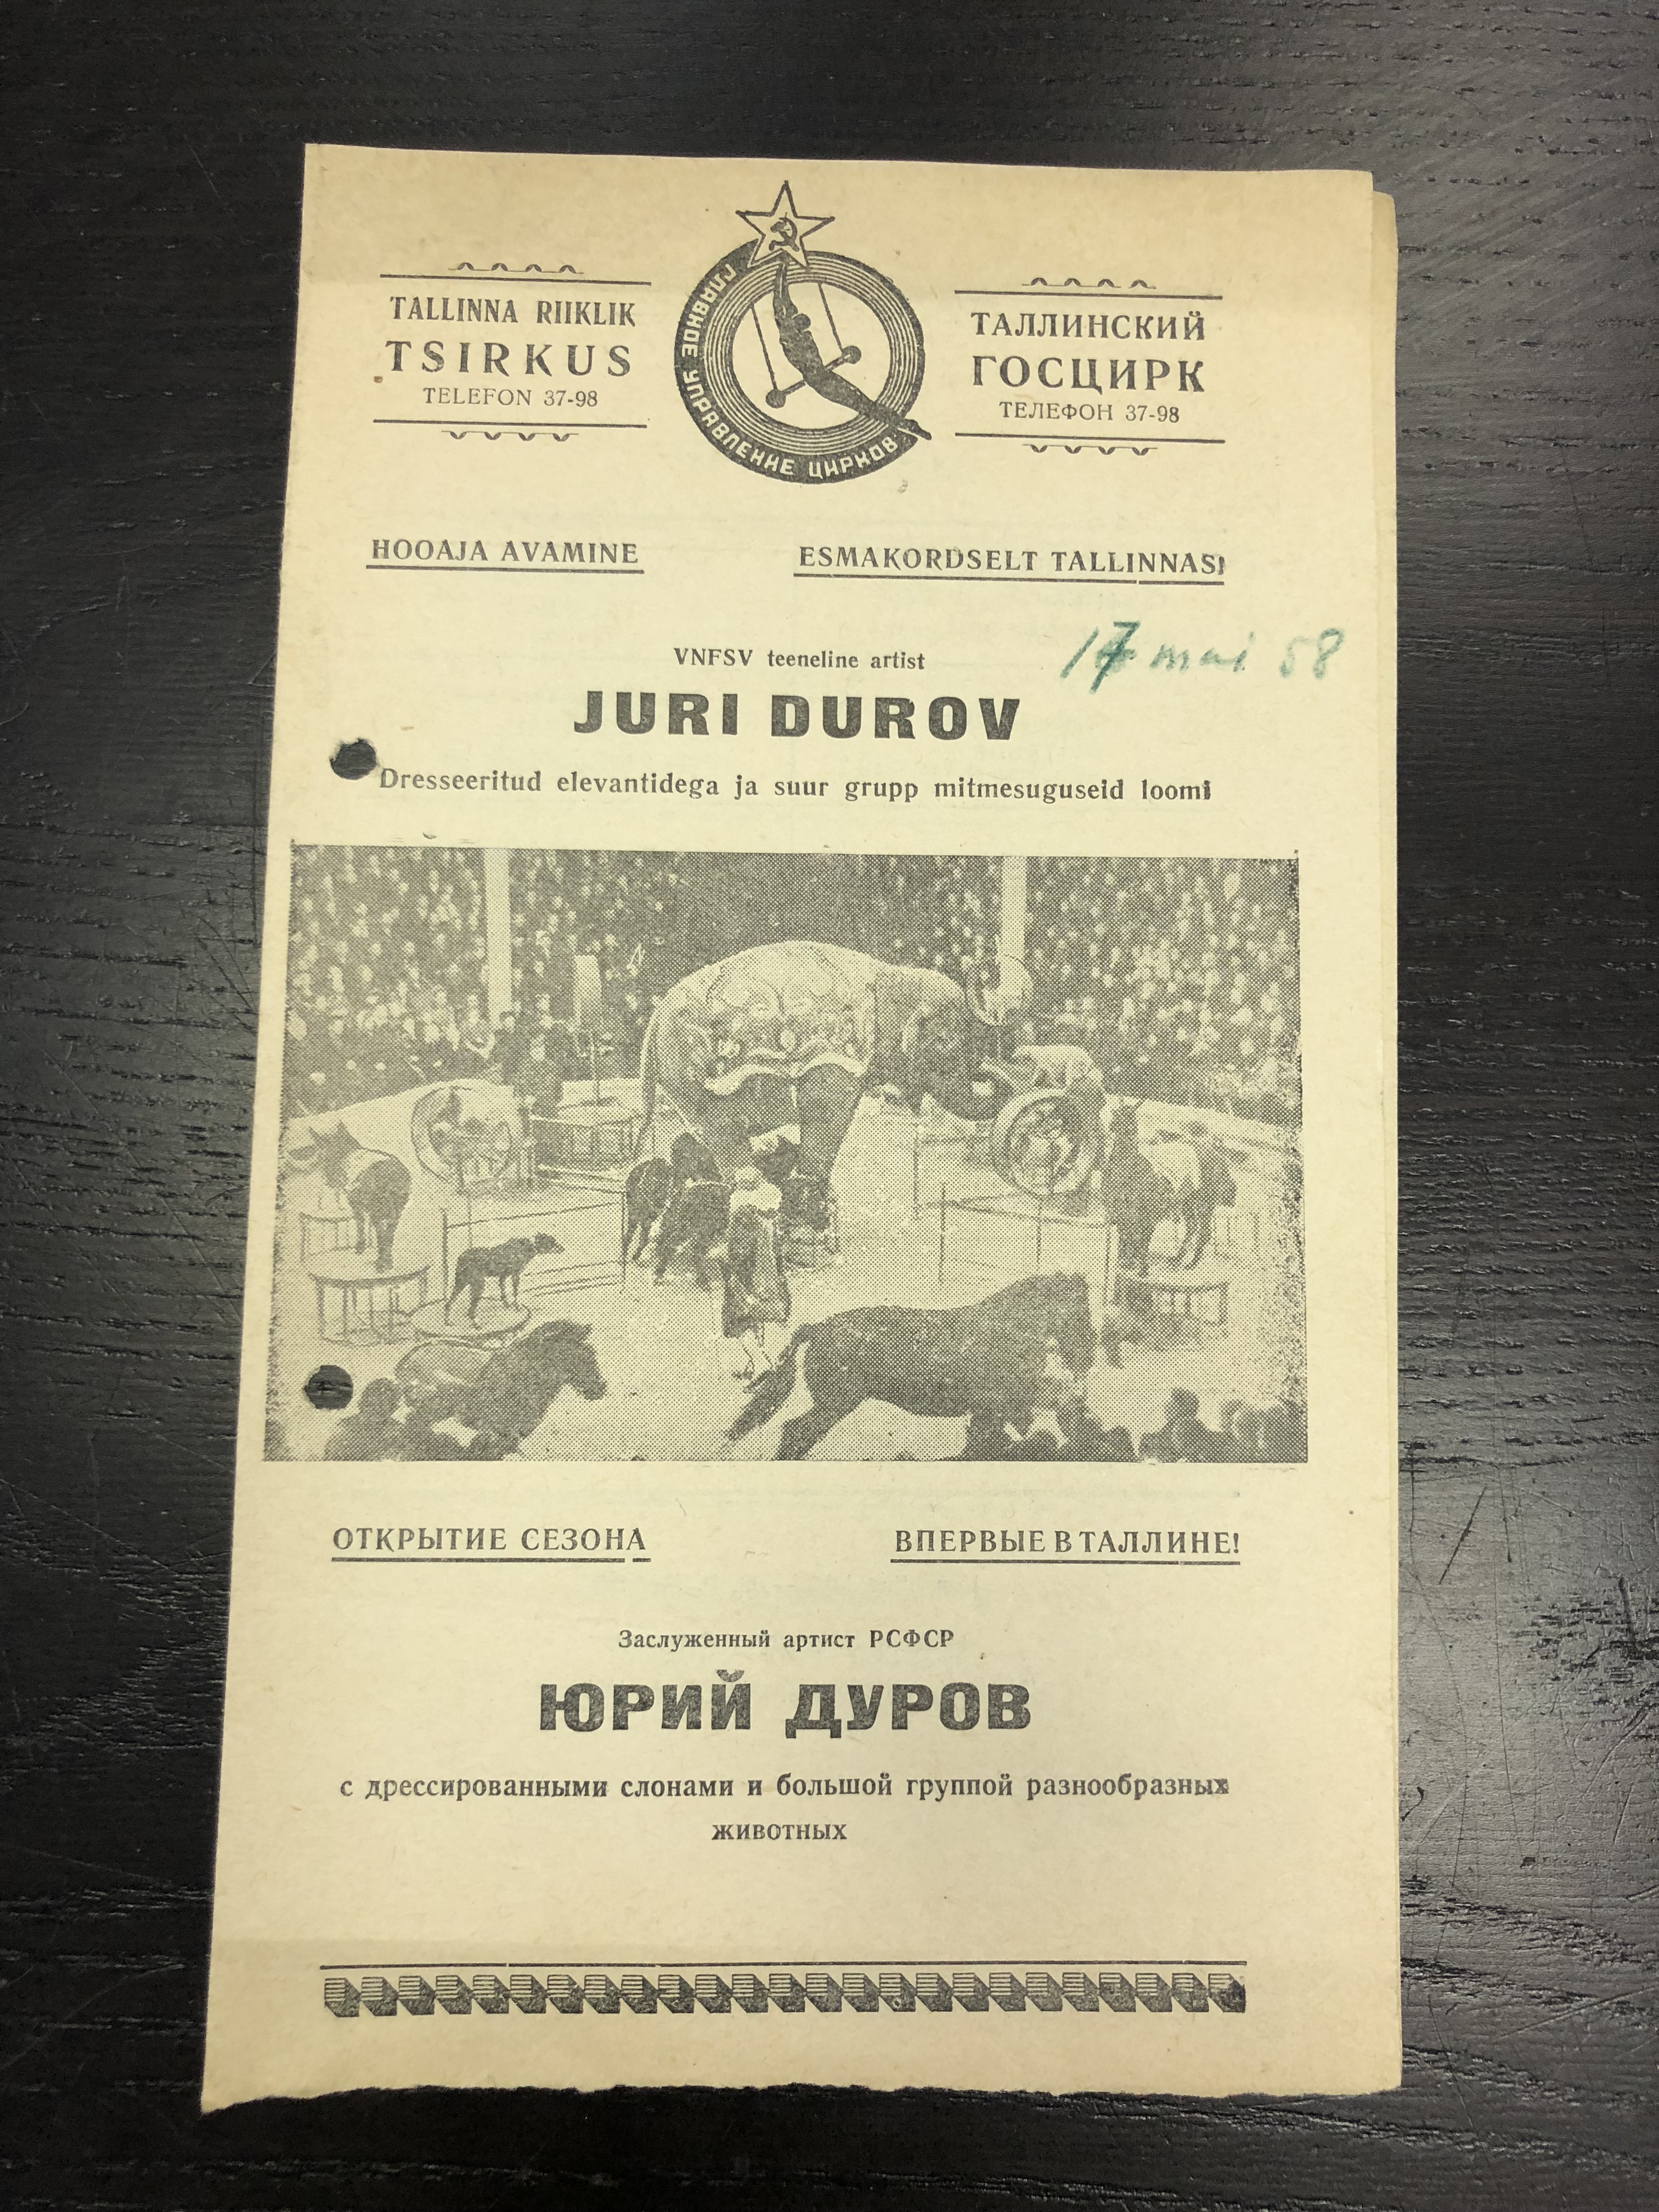 TALLINNA RIIKLIK
TSIRKUS
TELEFON 37-98
ГЛАВНОЕ УПРАВЛЕНИЕ ЦИРКОВ
ТАЛЛИНСКИЙ
ГОСЦИРК
ТЕЛЕФОН 37-98
HOOAJA AVAMINE
ESMAKORDSELT TALLINNAS!
17 mai 58
VNFSV teeneline artist
JURI DUROV
Dresseeritud elevantidega ja suur grupp mitmesuguseid loomi
ОТКРЫТИЕ СЕЗОНА
ВПЕРВЫЕ В ТАЛЛИНЕ!
Заслуженный артист РСФСР
ЮРИЙ ДУРОВ
с дрессированными слонами и большой группой разнообразных
животных